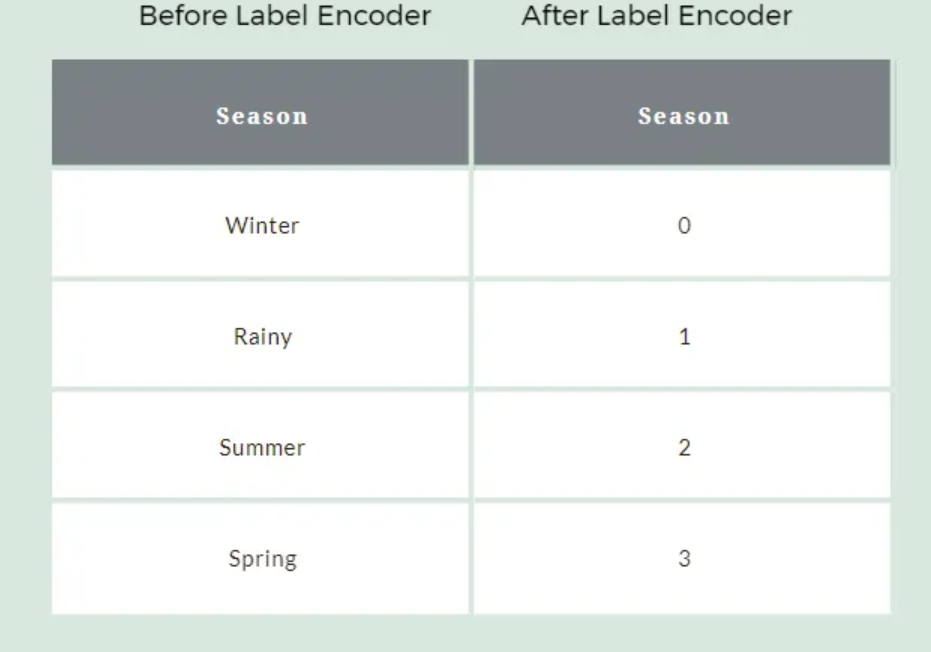 Before Label Encoder After Label Encoder
Season Season
Winter 0
Rainy 1
Summer 2
Spring 3